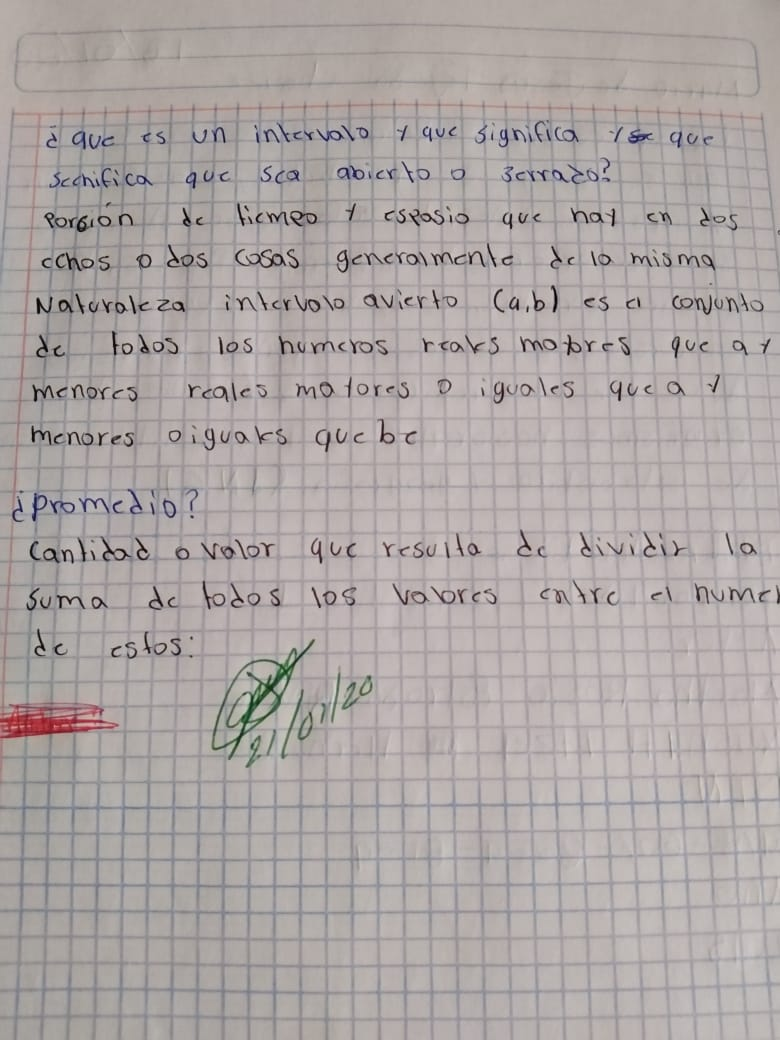 ¿que es un intervalo y que significa y que
scchifica que sea abierto o serrado?
Porsión de tiempo y espasio que hay en dos
echos o dos cosas generalmente de la misma
Naturaleza intervolo avierto (a,b) es el conjunto
de todos los numeros reales mayores que a y
menores reales mayores o iguales que a y
menores o iguales que be
¿promedio?
Cantidad o valor que resulta de dividir la
suma de todos los valores entre el numer
de estos:
21/01/20